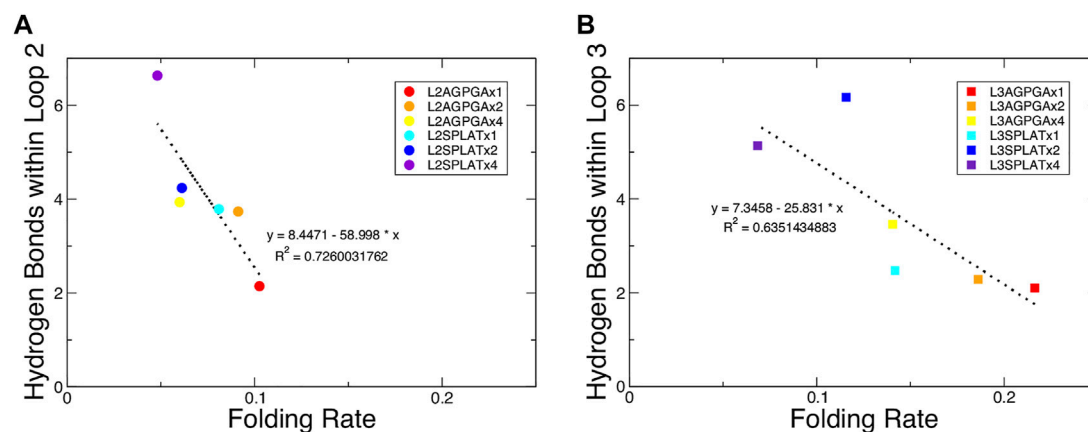 A
Hydrogen Bonds within Loop 2
6
4
2
0
L2AGPGAx1
L2AGPGAx2
L2AGPGAx4
L2SPLATx1
L2SPLATx2
L2SPLATx4
y = 8.4471 - 58.998 * x
R² = 0.7260031762
0 0.1 0.2
Folding Rate
B
Hydrogen Bonds within Loop 3
6
4
2
0
L3AGPGAx1
L3AGPGAx2
L3AGPGAx4
L3SPLATx1
L3SPLATx2
L3SPLATx4
y = 7.3458 - 25.831 * x
R² = 0.6351434883
0 0.1 0.2
Folding Rate